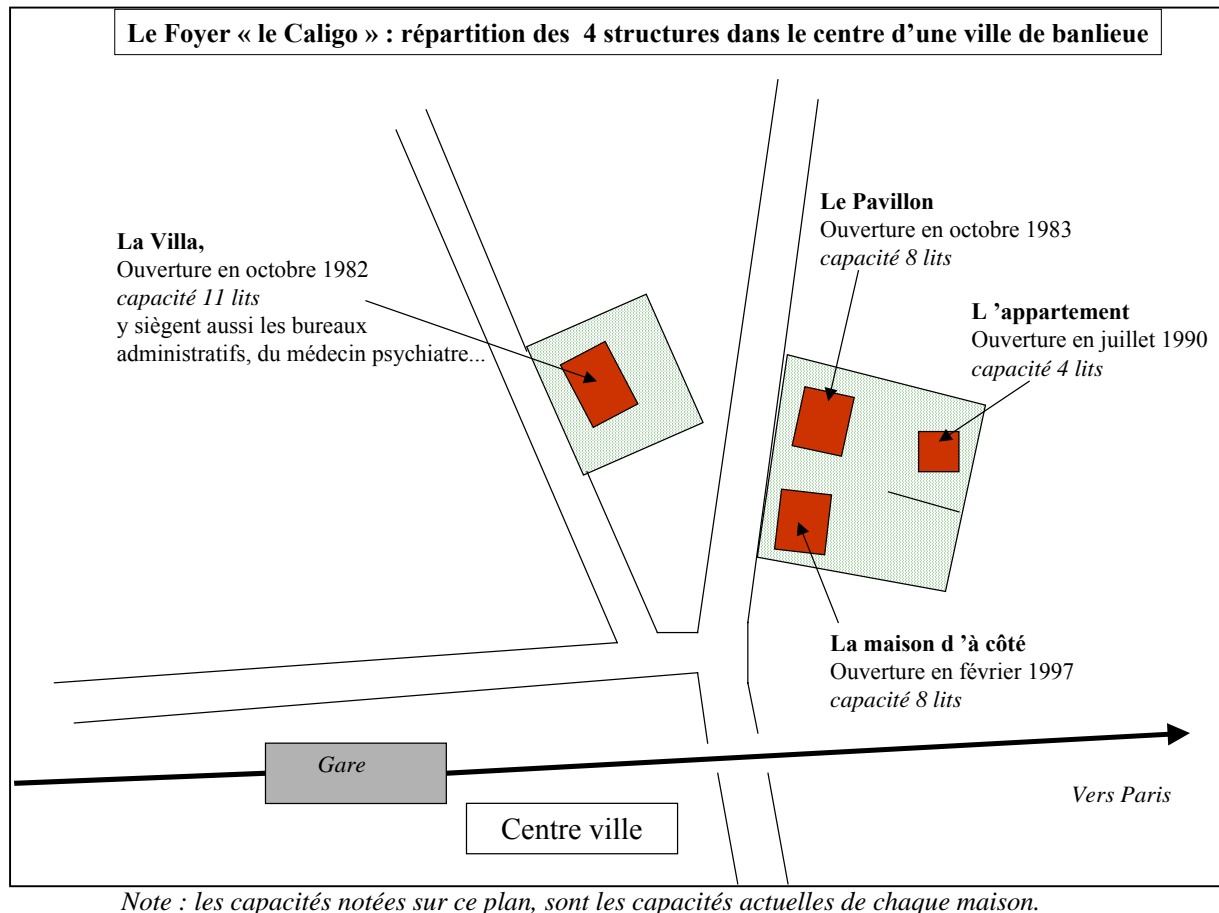 Le Foyer « le Caligo » : répartition des 4 structures dans le centre d’une ville de banlieue
La Villa,
Ouverture en octobre 1982
capacité 11 lits
y siègent aussi les bureaux
administratifs, du médecin psychiatre...
Le Pavillon
Ouverture en octobre 1983
capacité 8 lits
L ’appartement
Ouverture en juillet 1990
capacité 4 lits
La maison d ’à côté
Ouverture en février 1997
capacité 8 lits
Gare
Vers Paris
Centre ville
Note : les capacités notées sur ce plan, sont les capacités actuelles de chaque maison.